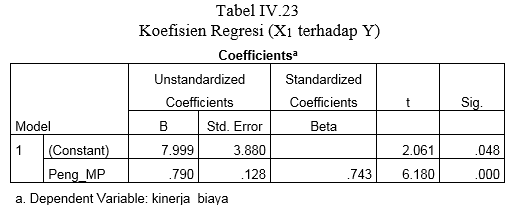 Tabel IV.23
Koefisien Regresi (X1 terhadap Y)
Coefficientsa
Unstandardized Coefficients Standardized Coefficients
Model B Std. Error Beta t Sig.
1 (Constant) 7.999 3.880 2.061 .048
Peng_MP .790 .128 .743 6.180 .000
a. Dependent Variable: kinerja_biaya